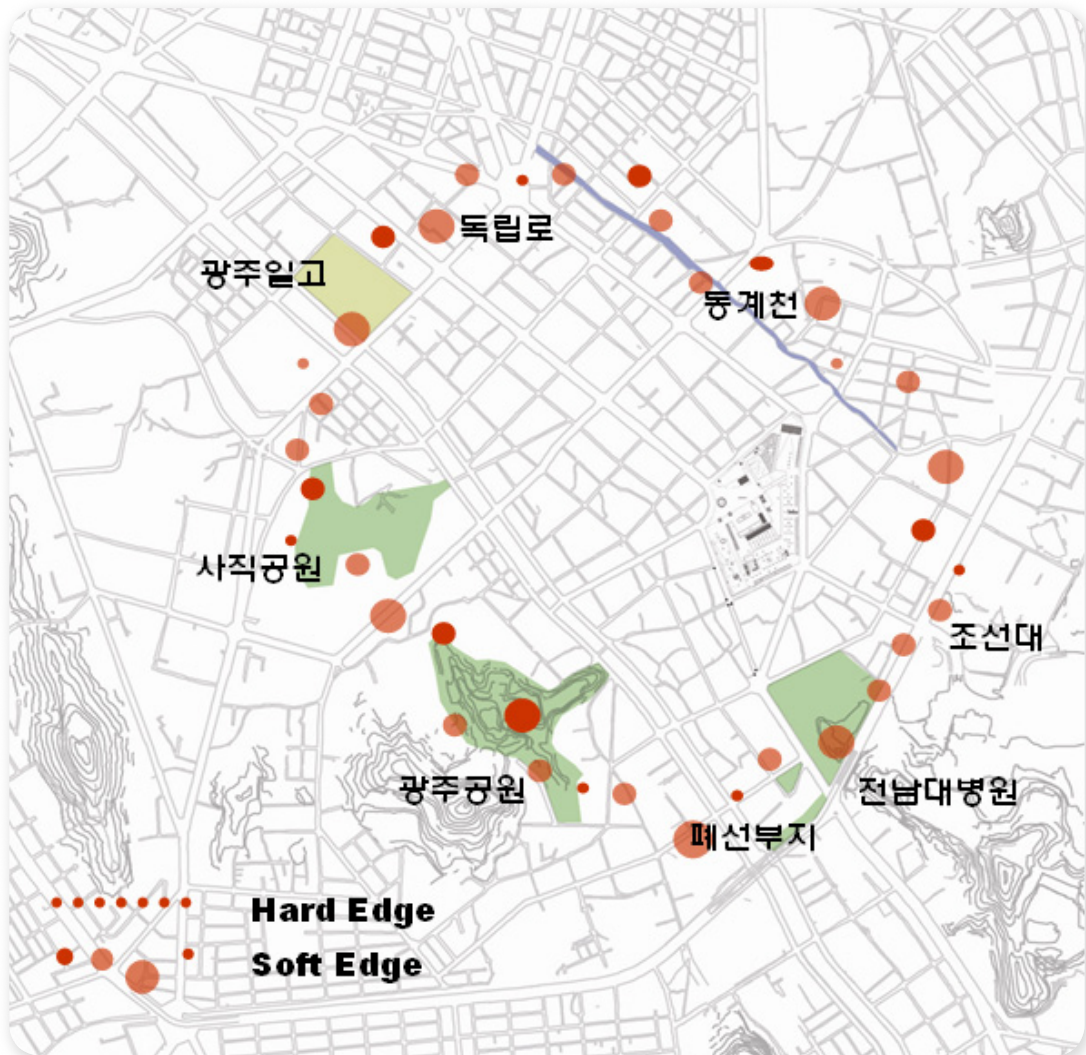 독립로
광주일고
동계천
사직공원
조선대
광주공원
전남대병원
폐선부지
Hard Edge
Soft Edge